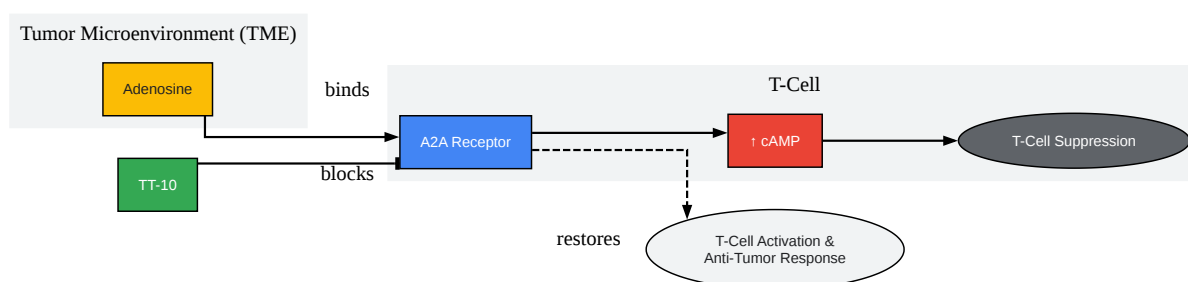 Tumor Microenvironment (TME)
Adenosine
binds
T-Cell
A2A Receptor
↑ cAMP
T-Cell Suppression
TT-10
blocks
restores
T-Cell Activation &
Anti-Tumor Response